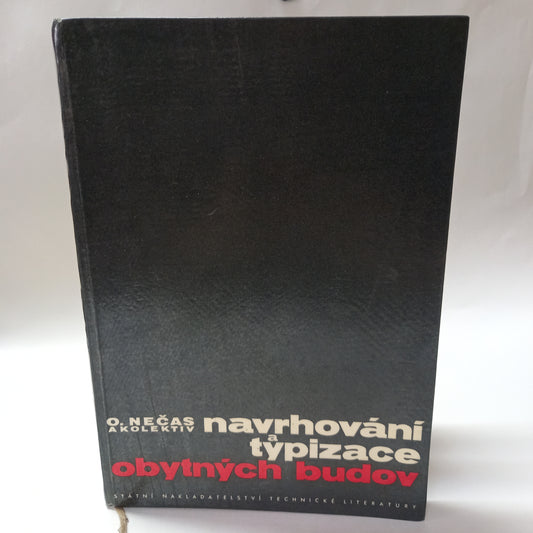 O. NEČAS
A KOLEKTIV
navrhování
a
typizace
obytných budov
STÁTNÍ NAKLADATELSTVÍ TECHNICKÉ LITERATURY